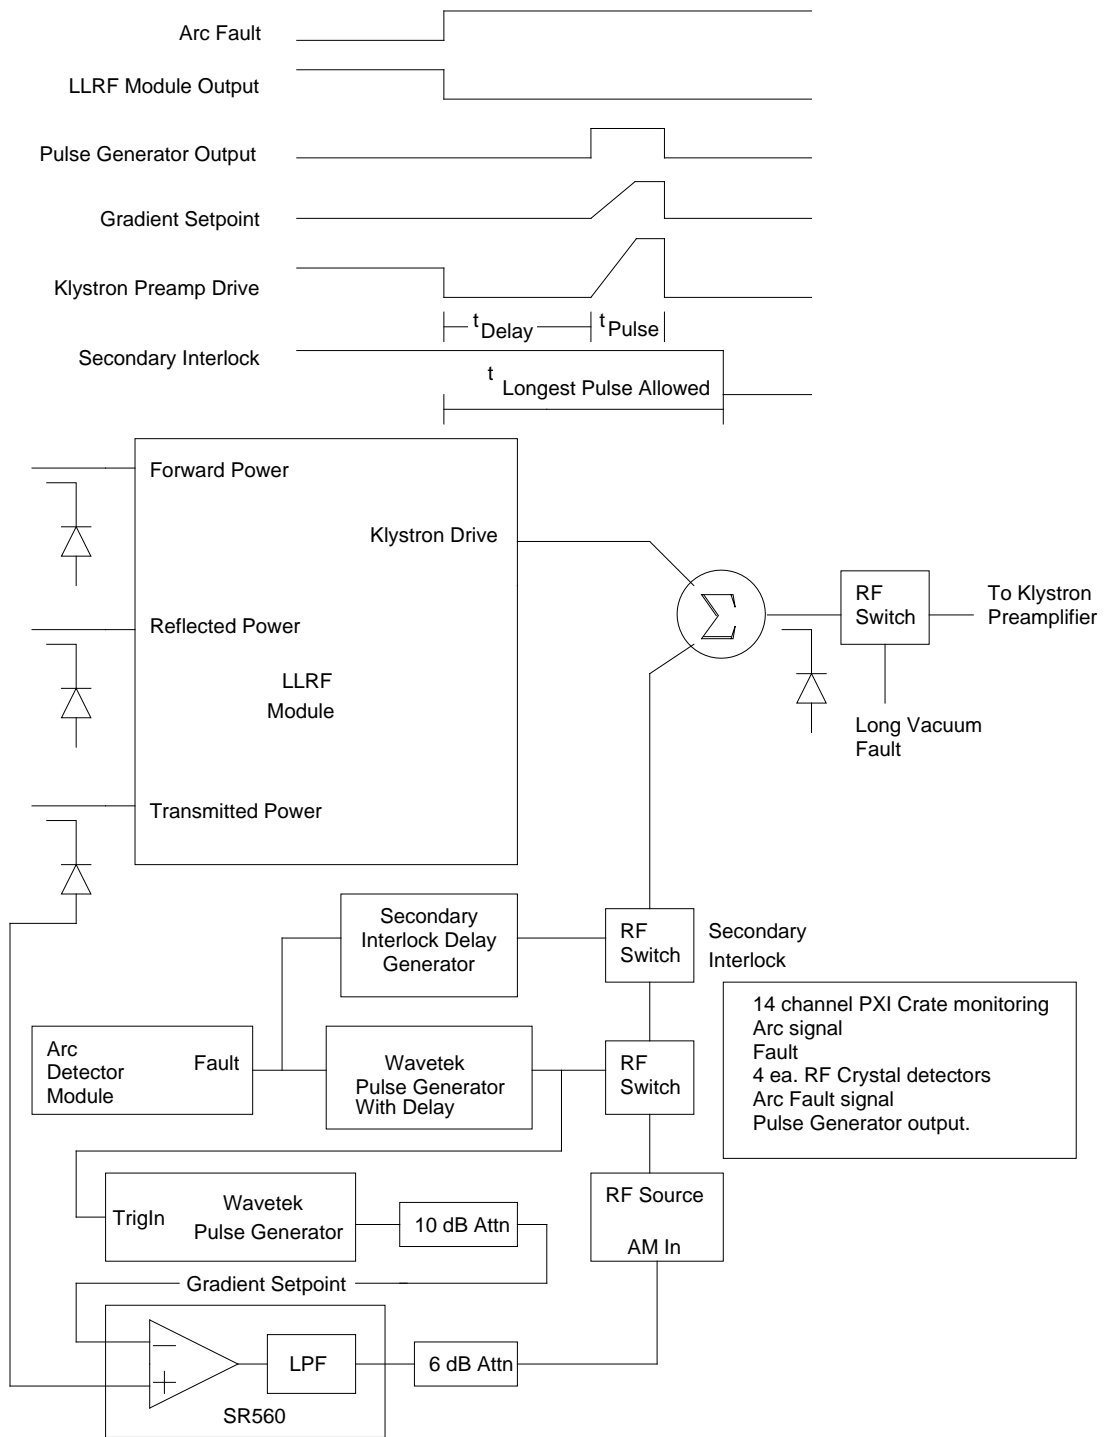 Arc Fault
LLRF Module Output
Pulse Generator Output
Gradient Setpoint
Klystron Preamp Drive
t Delay
t Pulse
Secondary Interlock
t Longest Pulse Allowed
Forward Power
Klystron Drive
Reflected Power
LLRF
Module
Transmitted Power
Σ
RF
Switch
To Klystron
Preamplifier
Long Vacuum
Fault
Secondary
Interlock Delay
Generator
RF
Switch
Secondary
Interlock
Arc
Detector
Module
Fault
Wavetek
Pulse Generator
With Delay
RF
Switch
14 channel PXI Crate monitoring
Arc signal
Fault
4 ea. RF Crystal detectors
Arc Fault signal
Pulse Generator output.
TrigIn
Wavetek
Pulse Generator
10 dB Attn
RF Source
AM In
Gradient Setpoint
−
+
LPF
6 dB Attn
SR560